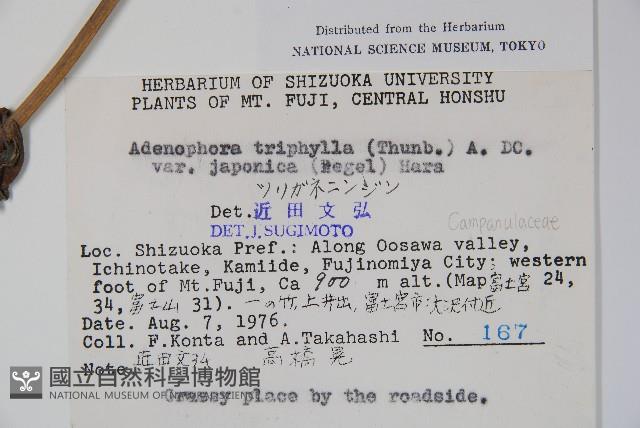 Distributed from the Herbarium
NATIONAL SCIENCE MUSEUM, TOKYO
HERBARIUM OF SHIZUOKA UNIVERSITY
PLANTS OF MT. FUJI, CENTRAL HONSHU
Adenophora triphylla (Thunb.) A. DC.
var. japonica (Regel) Hara
ツリガネニンジン
Det. 近田文弘
DET.J.SUGIMOTO
Campanulaceae
Loc. Shizuoka Pref.: Along Oosawa valley,
Ichinotake, Kamiide, Fujinomiya City; western
foot of Mt.Fuji, Ca 900 m alt.(Map富士宮 24,
34, 富士山 31). 一の竹,上井出,富士宮市大沢付近
Date. Aug. 7, 1976.
Coll. F.Konta and A.Takahashi No. 167
近田文弘 高橋晃
Note
國立自然科學博物館
NATIONAL MUSEUM OF NATURAL SCIENCE
Grassy place by the roadside.